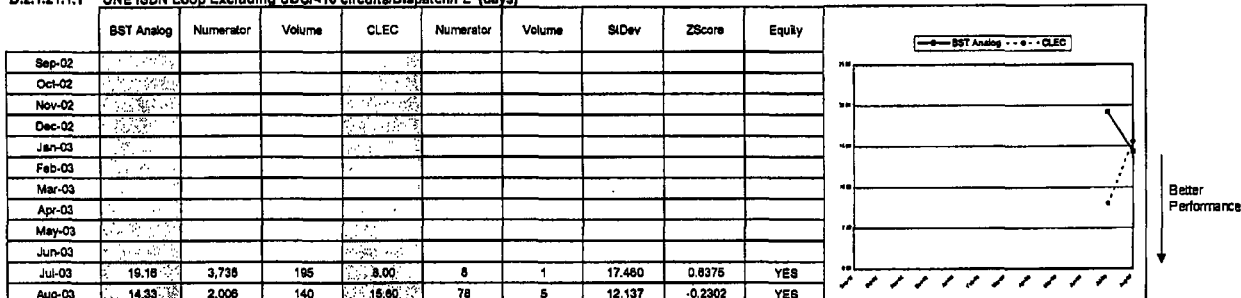 UNE ISDN Loop Excluding UDC/<10 circuits/Dispatch/FL (days)
BST Analog Numerator Volume CLEC Numerator Volume StDev ZScore Equity
BST Analog CLEC
Sep-02
Oct-02
Nov-02
Dec-02
Jan-03
Feb-03
Mar-03
Apr-03
May-03
Jun-03
Jul-03 19.16 3,736 195 8.00 8 1 17.460 0.6375 YES
Aug-03 14.33 2,006 140 15.60 78 5 12.137 -0.2302 YES
Better
Performance